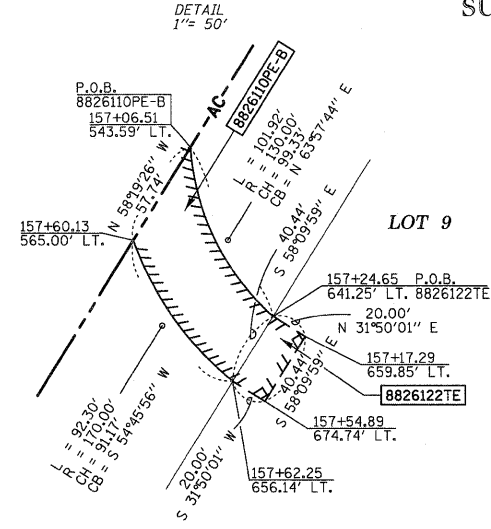 DETAIL
1"= 50'
SU
P.O.B.
8826110PE-B
157+06.51
543.59' LT.
AC
8826110PE-B
L = 101.92'
R = 130.00'
CH = 99.33'
CB = N 63°57'44" E
N 58°19'26" W
57.74'
157+60.13
565.00' LT.
40.44'
S 58°09'59" E
LOT 9
157+24.65 P.O.B.
641.25' LT. 8826122TE
20.00'
N 31°50'01" E
157+17.29
659.85' LT.
8826122TE
40.44'
S 58°09'59" E
157+54.89
674.74' LT.
157+62.25
656.14' LT.
20.00'
S 31°50'01" W
L = 92.30'
R = 170.00'
CH = 91.17'
CB = S 54°45'56" W